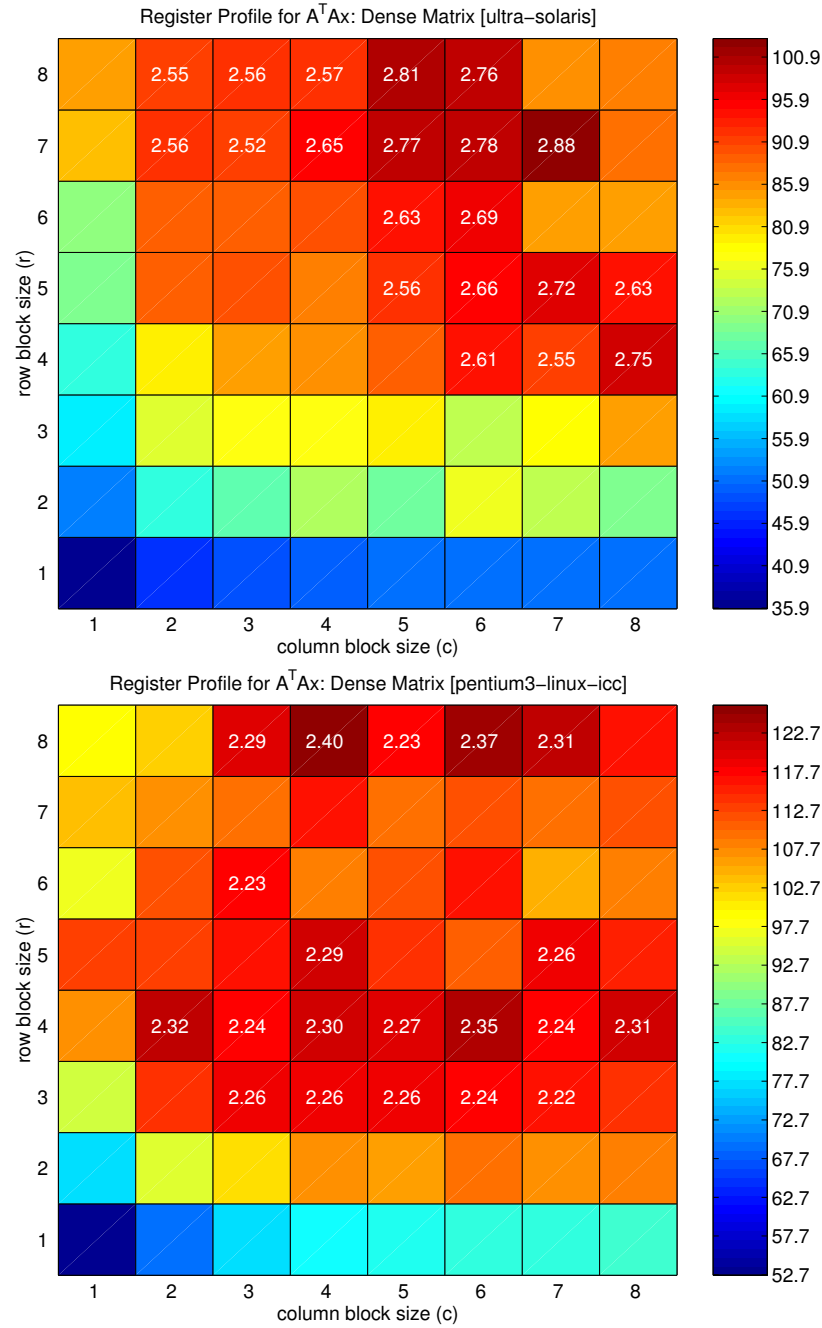 Register Profile for AᵀAx: Dense Matrix [ultra−solaris]
8 2.55 2.56 2.57 2.81 2.76
7 2.56 2.52 2.65 2.77 2.78 2.88
6 2.63 2.69
5 2.56 2.66 2.72 2.63
4 2.61 2.55 2.75
3
2
1
row block size (r)
1 2 3 4 5 6 7 8
column block size (c)
100.9
95.9
90.9
85.9
80.9
75.9
70.9
65.9
60.9
55.9
50.9
45.9
40.9
35.9
Register Profile for AᵀAx: Dense Matrix [pentium3−linux−icc]
8 2.29 2.40 2.23 2.37 2.31
7
6 2.23
5 2.29 2.26
4 2.32 2.24 2.30 2.27 2.35 2.24 2.31
3 2.26 2.26 2.26 2.24 2.22
2
1
row block size (r)
1 2 3 4 5 6 7 8
column block size (c)
122.7
117.7
112.7
107.7
102.7
97.7
92.7
87.7
82.7
77.7
72.7
67.7
62.7
57.7
52.7